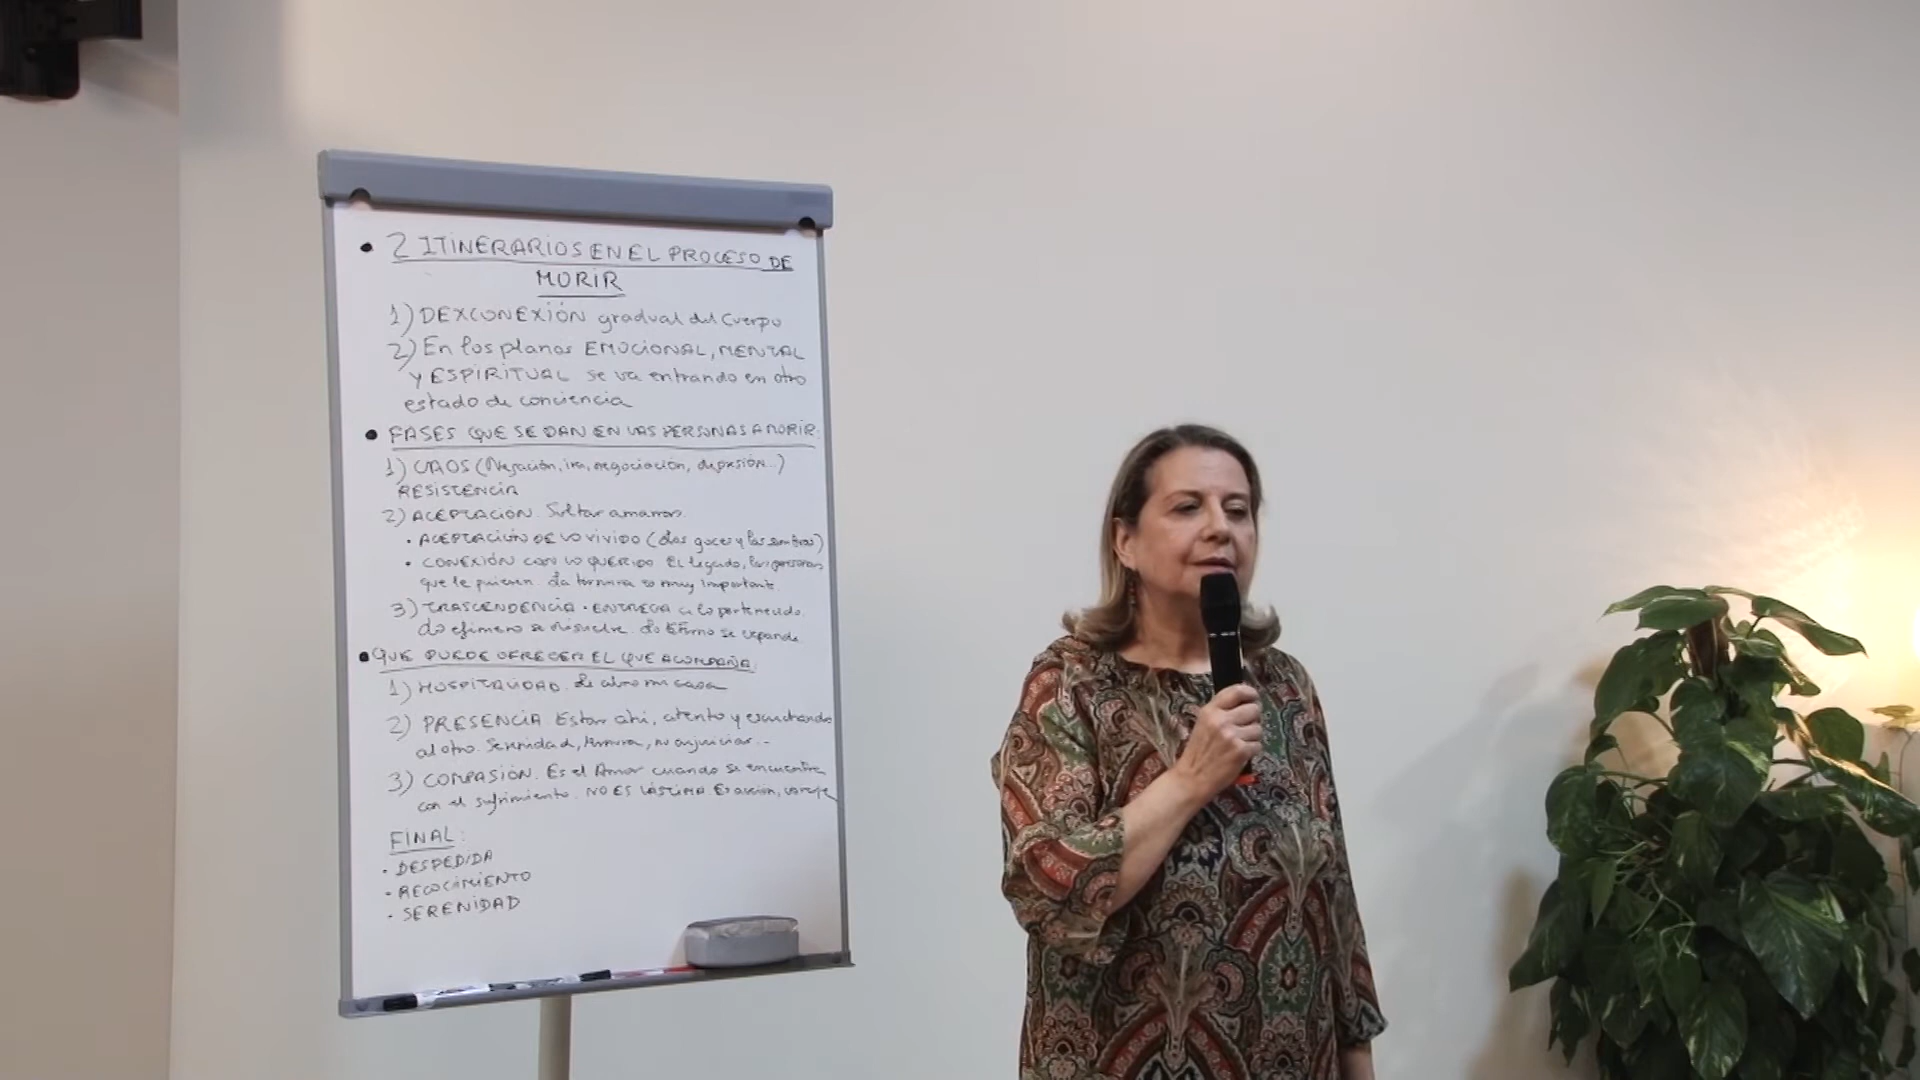 • 2 ITINERARIOS EN EL PROCESO DE
MORIR
1) DEXCONEXIÓN gradual del cuerpo
2) En los planos EMOCIONAL, MENTAL
Y ESPIRITUAL se va entrando en otro
estado de conciencia
• FASES QUE SE DAN EN LAS PERSONAS A MORIR:
1) CAOS (Negación, ira, negociación, depresión...)
RESISTENCIA
2) ACEPTACIÓN. Soltar amarras.
• ACEPTACIÓN DE LO VIVIDO (Los goces y las sombras)
• CONEXIÓN CON LO QUERIDO El legado, las personas
que le quieren. La ternura es muy importante.
3) TRASCENDENCIA • ENTREGA a lo pertenecido.
Lo efímero se disuelve. Lo Eterno se expande.
• QUE PUEDE OFRECER EL QUE ACOMPAÑA:
1) HOSPITALIDAD. Le abro mi casa
2) PRESENCIA. Estar ahí, atento y escuchando
al otro. Serenidad, ternura, no enjuiciar...
3) COMPASIÓN. Es el Amor cuando se encuentra
con el sufrimiento. NO ES LÁSTIMA Es acción,
FINAL:
• DESPEDIDA
• RECOCIMIENTO
• SERENIDAD